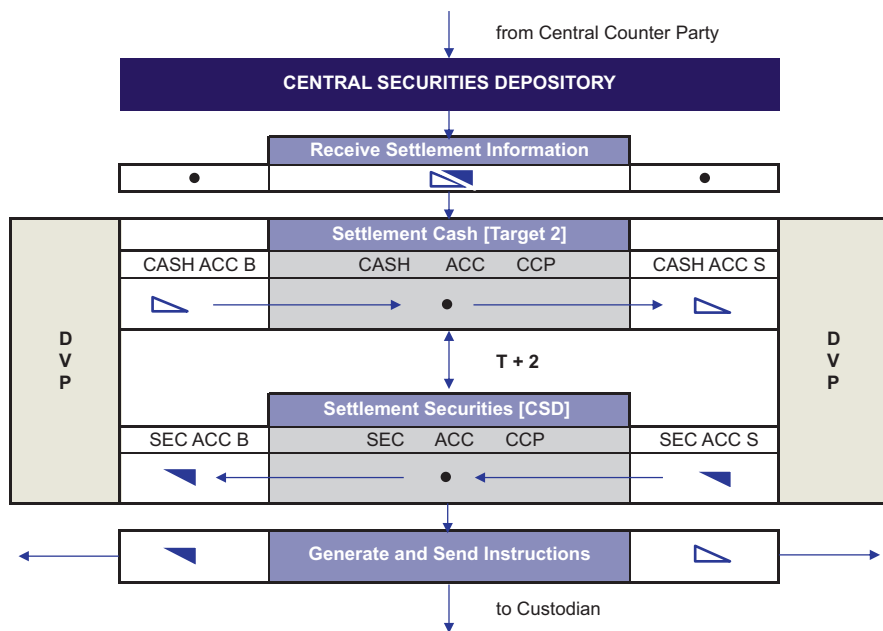 from Central Counter Party
CENTRAL SECURITIES DEPOSITORY
Receive Settlement Information
Settlement Cash [Target 2]
CASH ACC B CASH ACC CCP CASH ACC S
D V P
T + 2
D V P
Settlement Securities [CSD]
SEC ACC B SEC ACC CCP SEC ACC S
Generate and Send Instructions
to Custodian